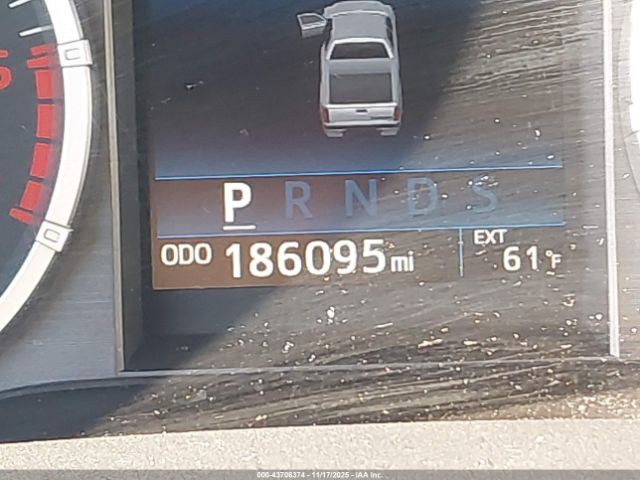 P R N D S
ODO 186095 mi
EXT
61°F
000-43706374 - 11/17/2025 - IAA Inc.